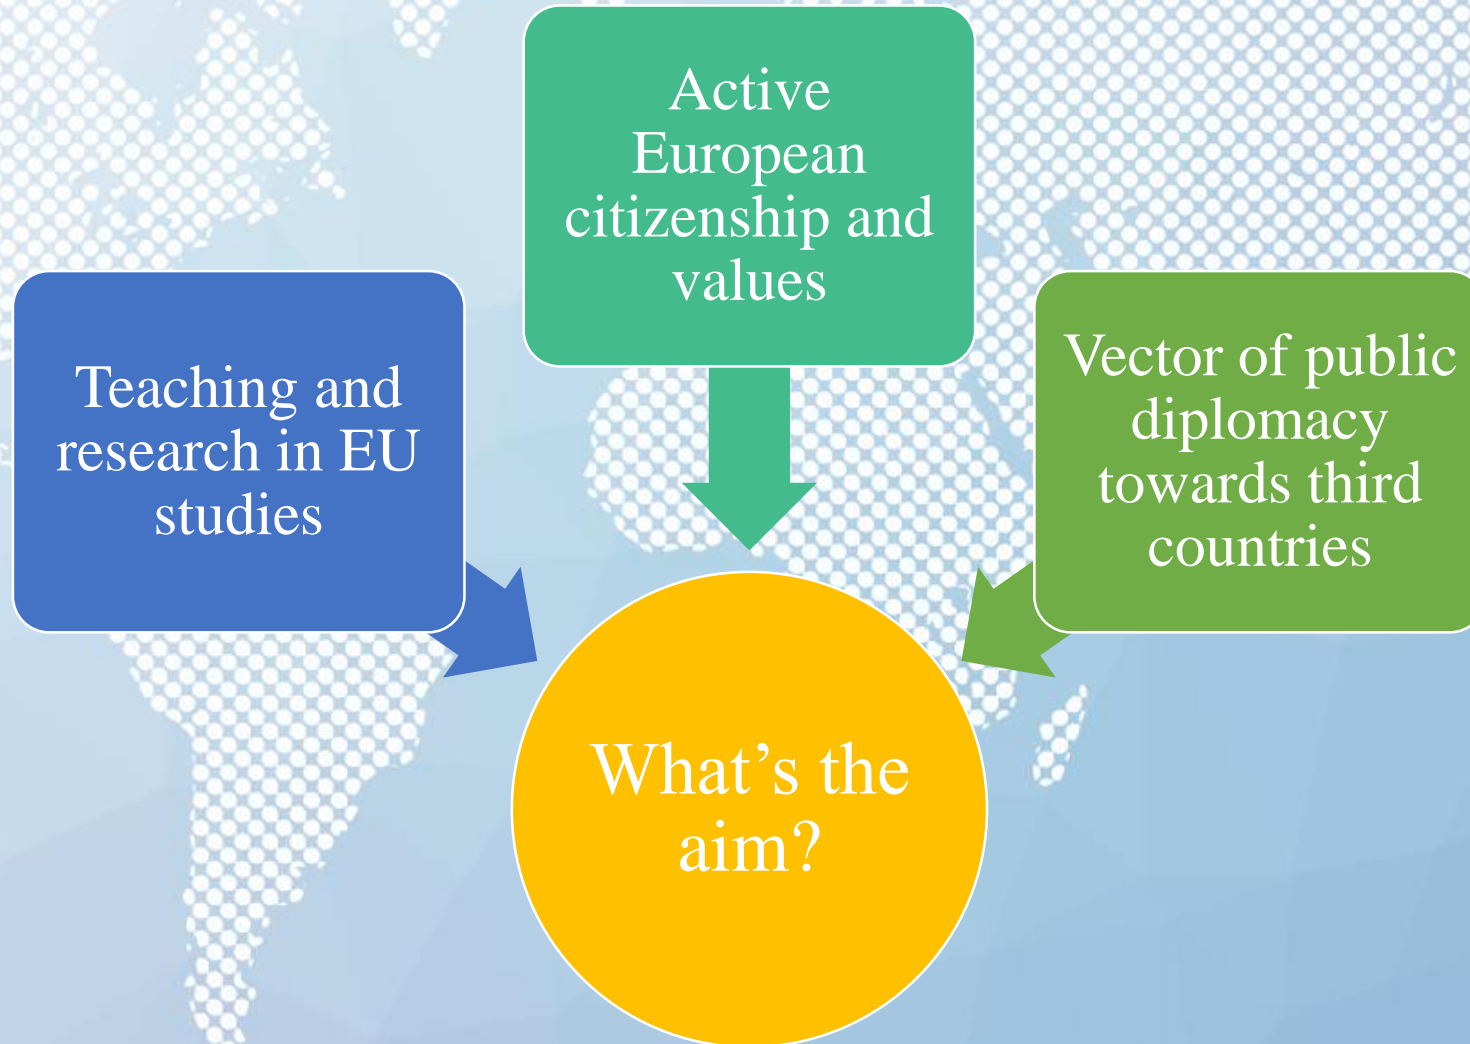 Active
European
citizenship and
values
Teaching and
research in EU
studies
Vector of public
diplomacy
towards third
countries
What’s the
aim?